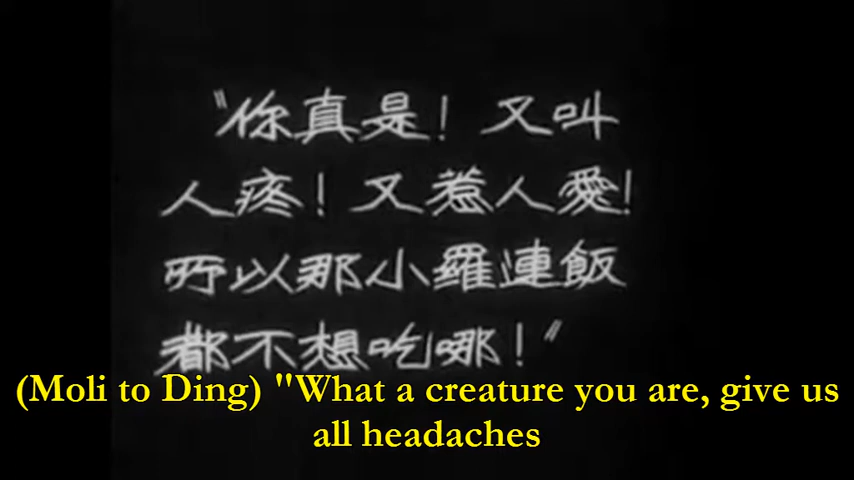 "你真是！又叫
人疼！又惹人愛！
所以那小羅連飯
都不想吃哪！"
(Moli to Ding) "What a creature you are, give us
all headaches